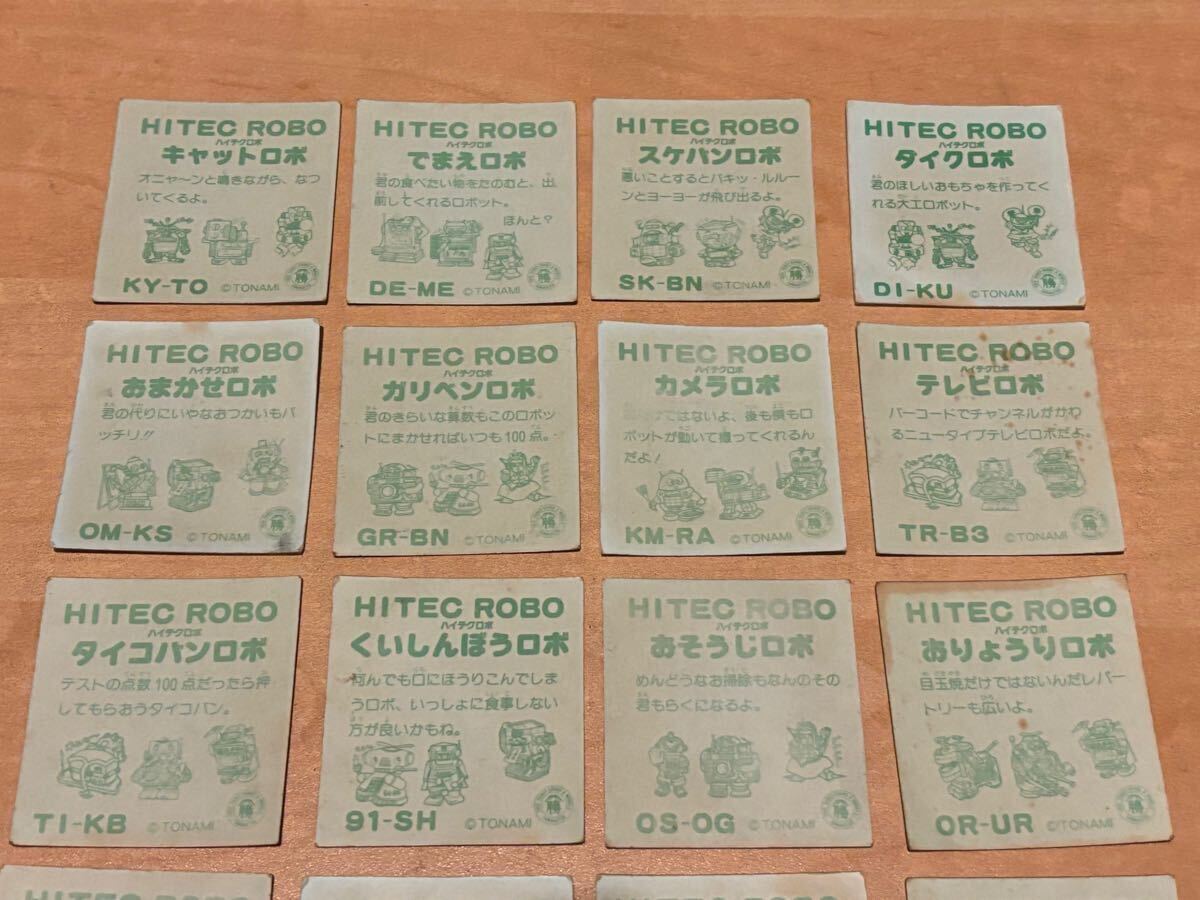 HITEC ROBO
ハイテクロボ
キャットロボ
オニャ〜ンと鳴きながら、なつ
いてくるよ。
KY-TO ©TONAMI
HITEC ROBO
ハイテクロボ
でまえロボ
君の食べたい物をたのむと、出
前してくれるロボット。
ほんと?
DE-ME ©TONAMI
HITEC ROBO
ハイテクロボ
スケバンロボ
悪いことするとバキッ・ルルー
ンとヨーヨーが飛び出るよ。
SK-BN ©TONAMI
HITEC ROBO
ハイテクロボ
タイクロボ
君のほしいおもちゃを作ってく
れる大工ロボット。
DI-KU ©TONAMI
HITEC ROBO
ハイテクロボ
おまかせロボ
君の代りにいやなおつかいもバ
ッチリ!!
OM-KS ©TONAMI
HITEC ROBO
ハイテクロボ
ガリベンロボ
君のきらいな算数もこのロボッ
トにまかせればいつも100点。
GR-BN ©TONAMI
HITEC ROBO
ハイテクロボ
カメラロボ
ではないよ、後も横もロ
ボットが動いて撮ってくれるん
だよ!
KM-RA ©TONAMI
HITEC ROBO
ハイテクロボ
テレビロボ
バーコードでチャンネルがかわ
るニュータイプテレビロボだよ。
TR-B3 ©TONAMI
HITEC ROBO
ハイテクロボ
タイコバンロボ
テストの点数100点だったら押
してもらおうタイコバン。
TI-KB ©TONAMI
HITEC ROBO
ハイテクロボ
くいしんぼうロボ
何んでも口にほうりこんでしま
うロボ、いっしょに食事しない
方が良いかもね。
91-SH ©TONAMI
HITEC ROBO
ハイテクロボ
おそうじロボ
めんどうなお掃除もなんのその
君もらくになるよ。
OS-OG ©TONAMI
HITEC ROBO
ハイテクロボ
おりょうりロボ
目玉焼だけではないんだレパー
トリーも広いよ。
OR-UR ©TONAMI
HITEC ROBO